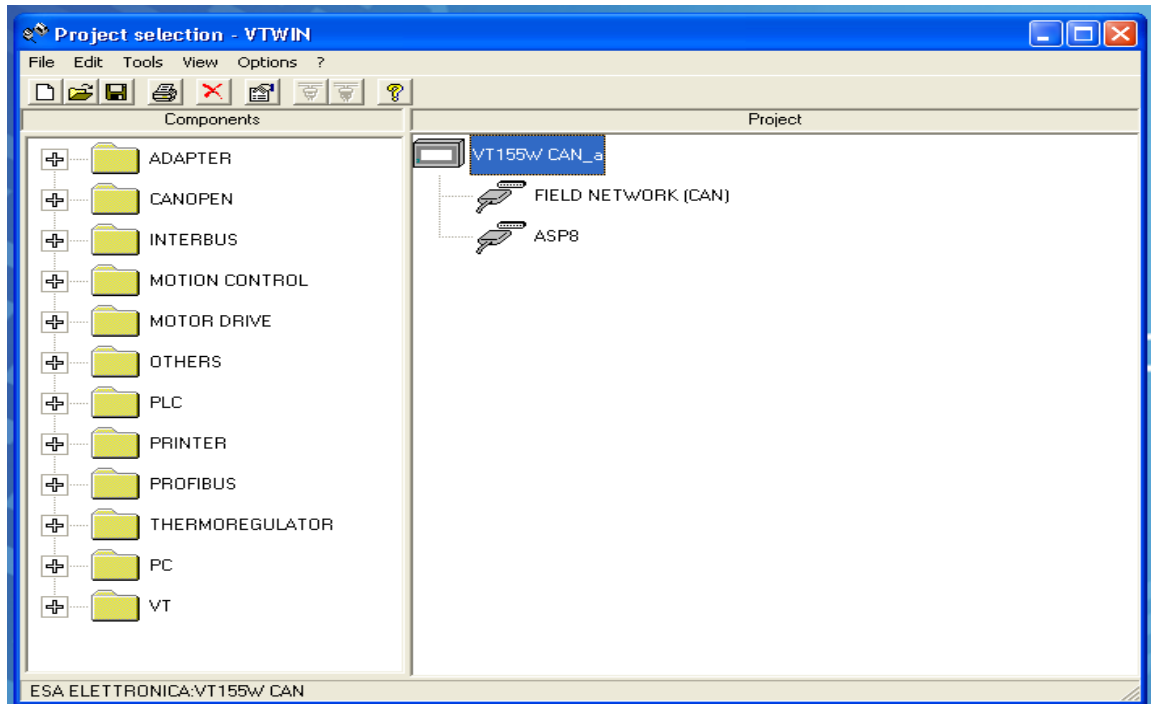 Project selection - VTWIN
File Edit Tools View Options ?
Components
Project
ADAPTER
CANOPEN
INTERBUS
MOTION CONTROL
MOTOR DRIVE
OTHERS
PLC
PRINTER
PROFIBUS
THERMOREGULATOR
PC
VT
VT155W CAN_a
FIELD NETWORK (CAN)
ASP8
ESA ELETTRONICA:VT155W CAN